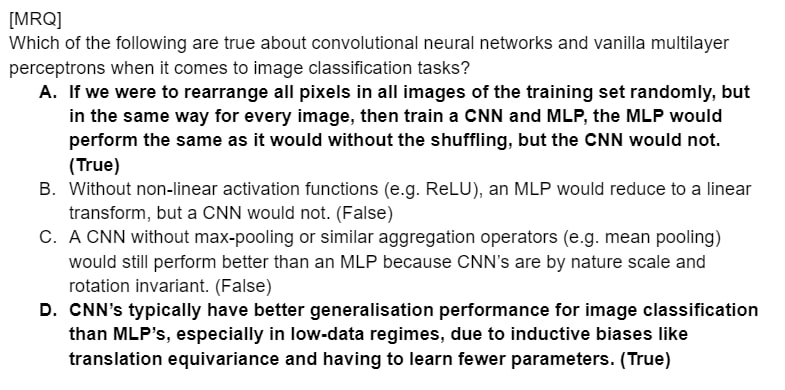 [MRQ]
Which of the following are true about convolutional neural networks and vanilla multilayer
perceptrons when it comes to image classification tasks?
A. If we were to rearrange all pixels in all images of the training set randomly, but
in the same way for every image, then train a CNN and MLP, the MLP would
perform the same as it would without the shuffling, but the CNN would not.
(True)
B. Without non-linear activation functions (e.g. ReLU), an MLP would reduce to a linear
transform, but a CNN would not. (False)
C. A CNN without max-pooling or similar aggregation operators (e.g. mean pooling)
would still perform better than an MLP because CNN's are by nature scale and
rotation invariant. (False)
D. CNN's typically have better generalisation performance for image classification
than MLP's, especially in low-data regimes, due to inductive biases like
translation equivariance and having to learn fewer parameters. (True)